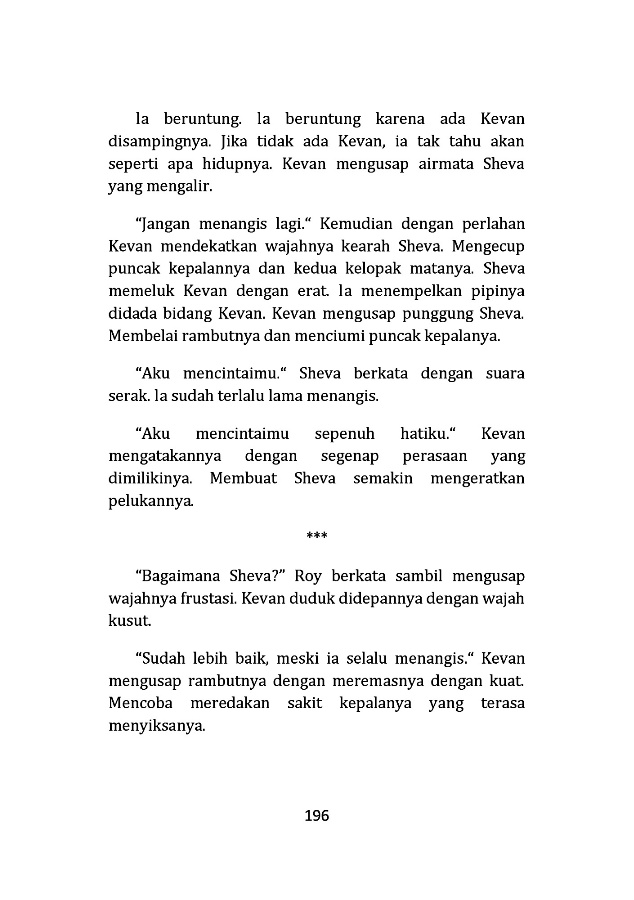 Ia beruntung. Ia beruntung karena ada Kevan
disampingnya. Jika tidak ada Kevan, ia tak tahu akan
seperti apa hidupnya. Kevan mengusap airmata Sheva
yang mengalir.
“Jangan menangis lagi.“ Kemudian dengan perlahan
Kevan mendekatkan wajahnya kearah Sheva. Mengecup
puncak kepalannya dan kedua kelopak matanya. Sheva
memeluk Kevan dengan erat. Ia menempelkan pipinya
didada bidang Kevan. Kevan mengusap punggung Sheva.
Membelai rambutnya dan menciumi puncak kepalanya.
“Aku mencintaimu.“ Sheva berkata dengan suara
serak. Ia sudah terlalu lama menangis.
“Aku mencintaimu sepenuh hatiku.“ Kevan
mengatakannya dengan segenap perasaan yang
dimilikinya. Membuat Sheva semakin mengeratkan
pelukannya.
***
“Bagaimana Sheva?” Roy berkata sambil mengusap
wajahnya frustasi. Kevan duduk didepannya dengan wajah
kusut.
“Sudah lebih baik, meski ia selalu menangis.“ Kevan
mengusap rambutnya dengan meremasnya dengan kuat.
Mencoba meredakan sakit kepalanya yang terasa
menyiksanya.
196